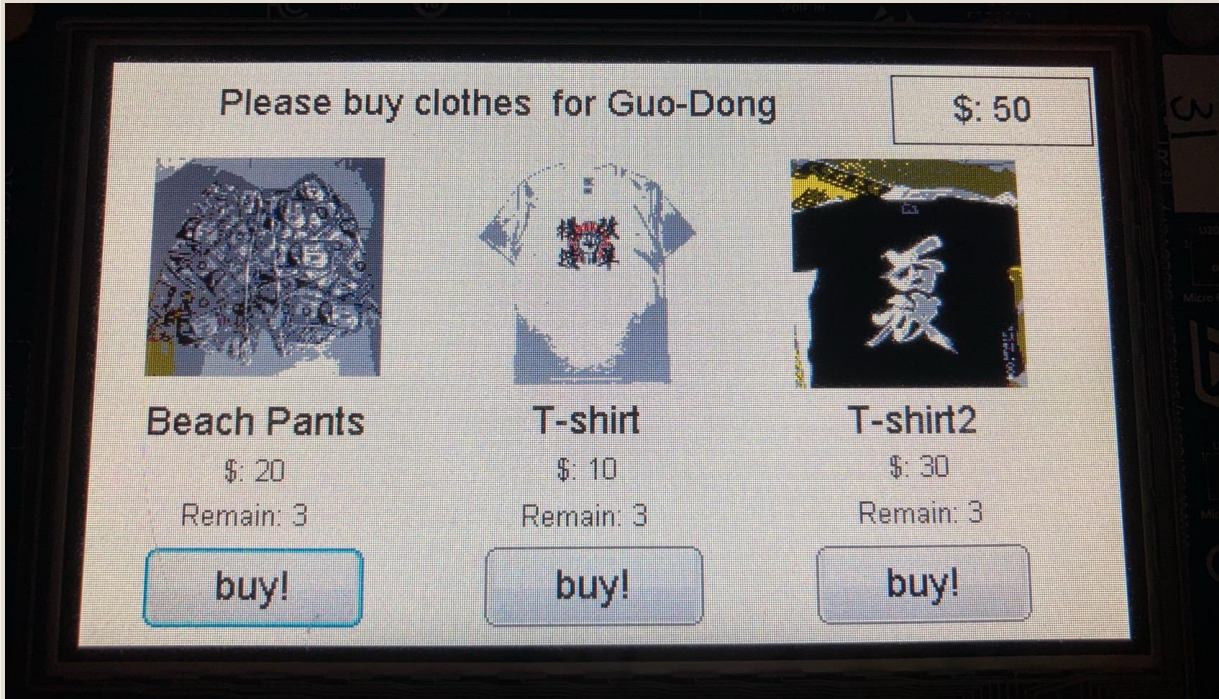 Please buy clothes for Guo-Dong
$: 50
Beach Pants
T-shirt
T-shirt2
$: 20
$: 10
$: 30
Remain: 3
Remain: 3
Remain: 3
buy!
buy!
buy!